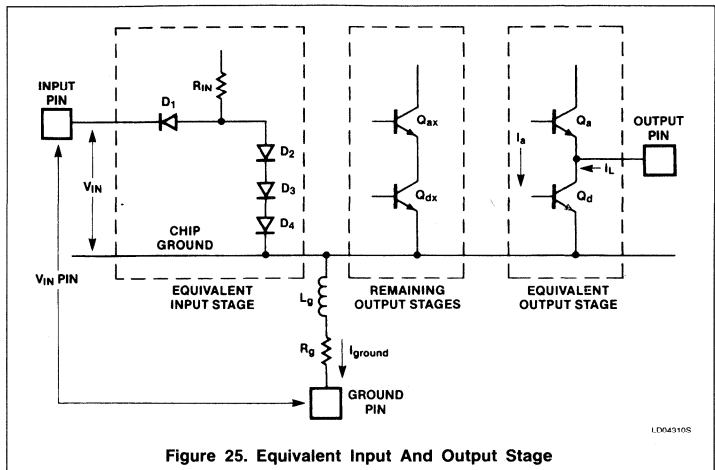 INPUT
PIN
D1
RIN
D2
D3
D4
VIN
CHIP
GROUND
VIN PIN
EQUIVALENT
INPUT STAGE
Lg
Rg
Iground
GROUND
PIN
Qax
Qdx
REMAINING
OUTPUT STAGES
Ia
Qa
IL
Qd
OUTPUT
PIN
EQUIVALENT
OUTPUT STAGE
LD04310S
Figure 25. Equivalent Input And Output Stage